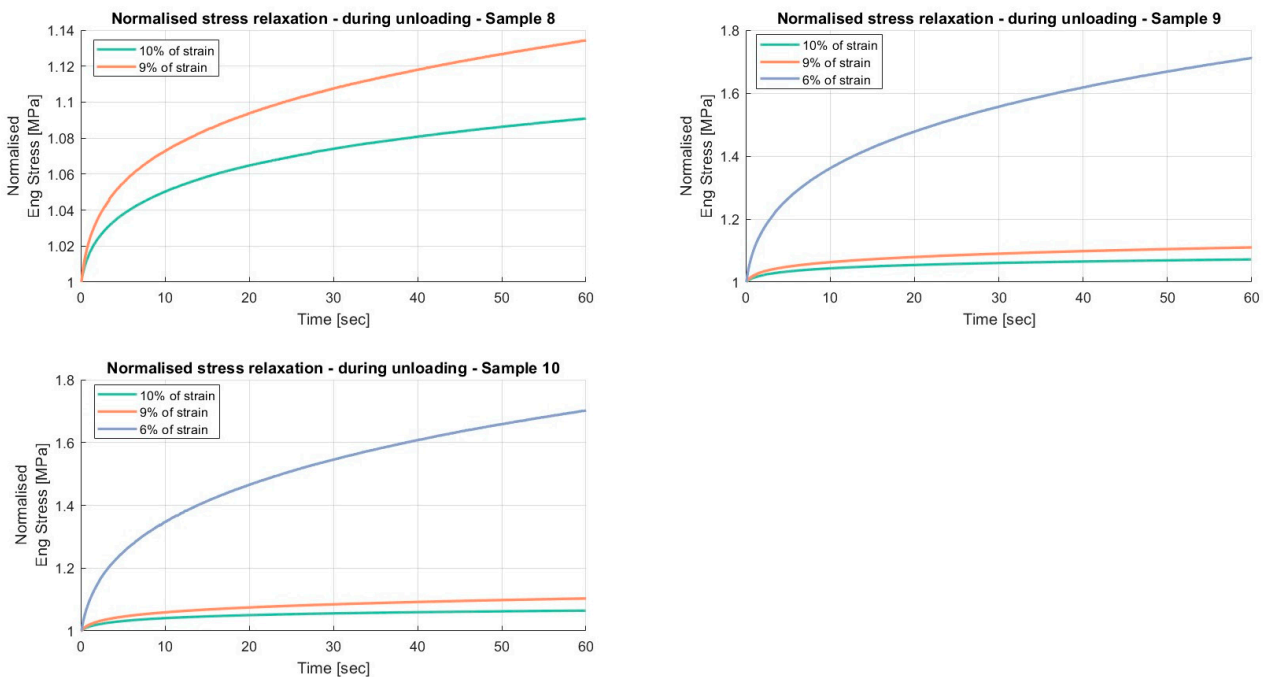 Normalised stress relaxation - during unloading - Sample 8
10% of strain
9% of strain
Normalised
Eng Stress [MPa]
1.14
1.12
1.1
1.08
1.06
1.04
1.02
1
0 10 20 30 40 50 60
Time [sec]
Normalised stress relaxation - during unloading - Sample 9
10% of strain
9% of strain
6% of strain
Normalised
Eng Stress [MPa]
1.8
1.6
1.4
1.2
1
0 10 20 30 40 50 60
Time [sec]
Normalised stress relaxation - during unloading - Sample 10
10% of strain
9% of strain
6% of strain
Normalised
Eng Stress [MPa]
1.8
1.6
1.4
1.2
1
0 10 20 30 40 50 60
Time [sec]